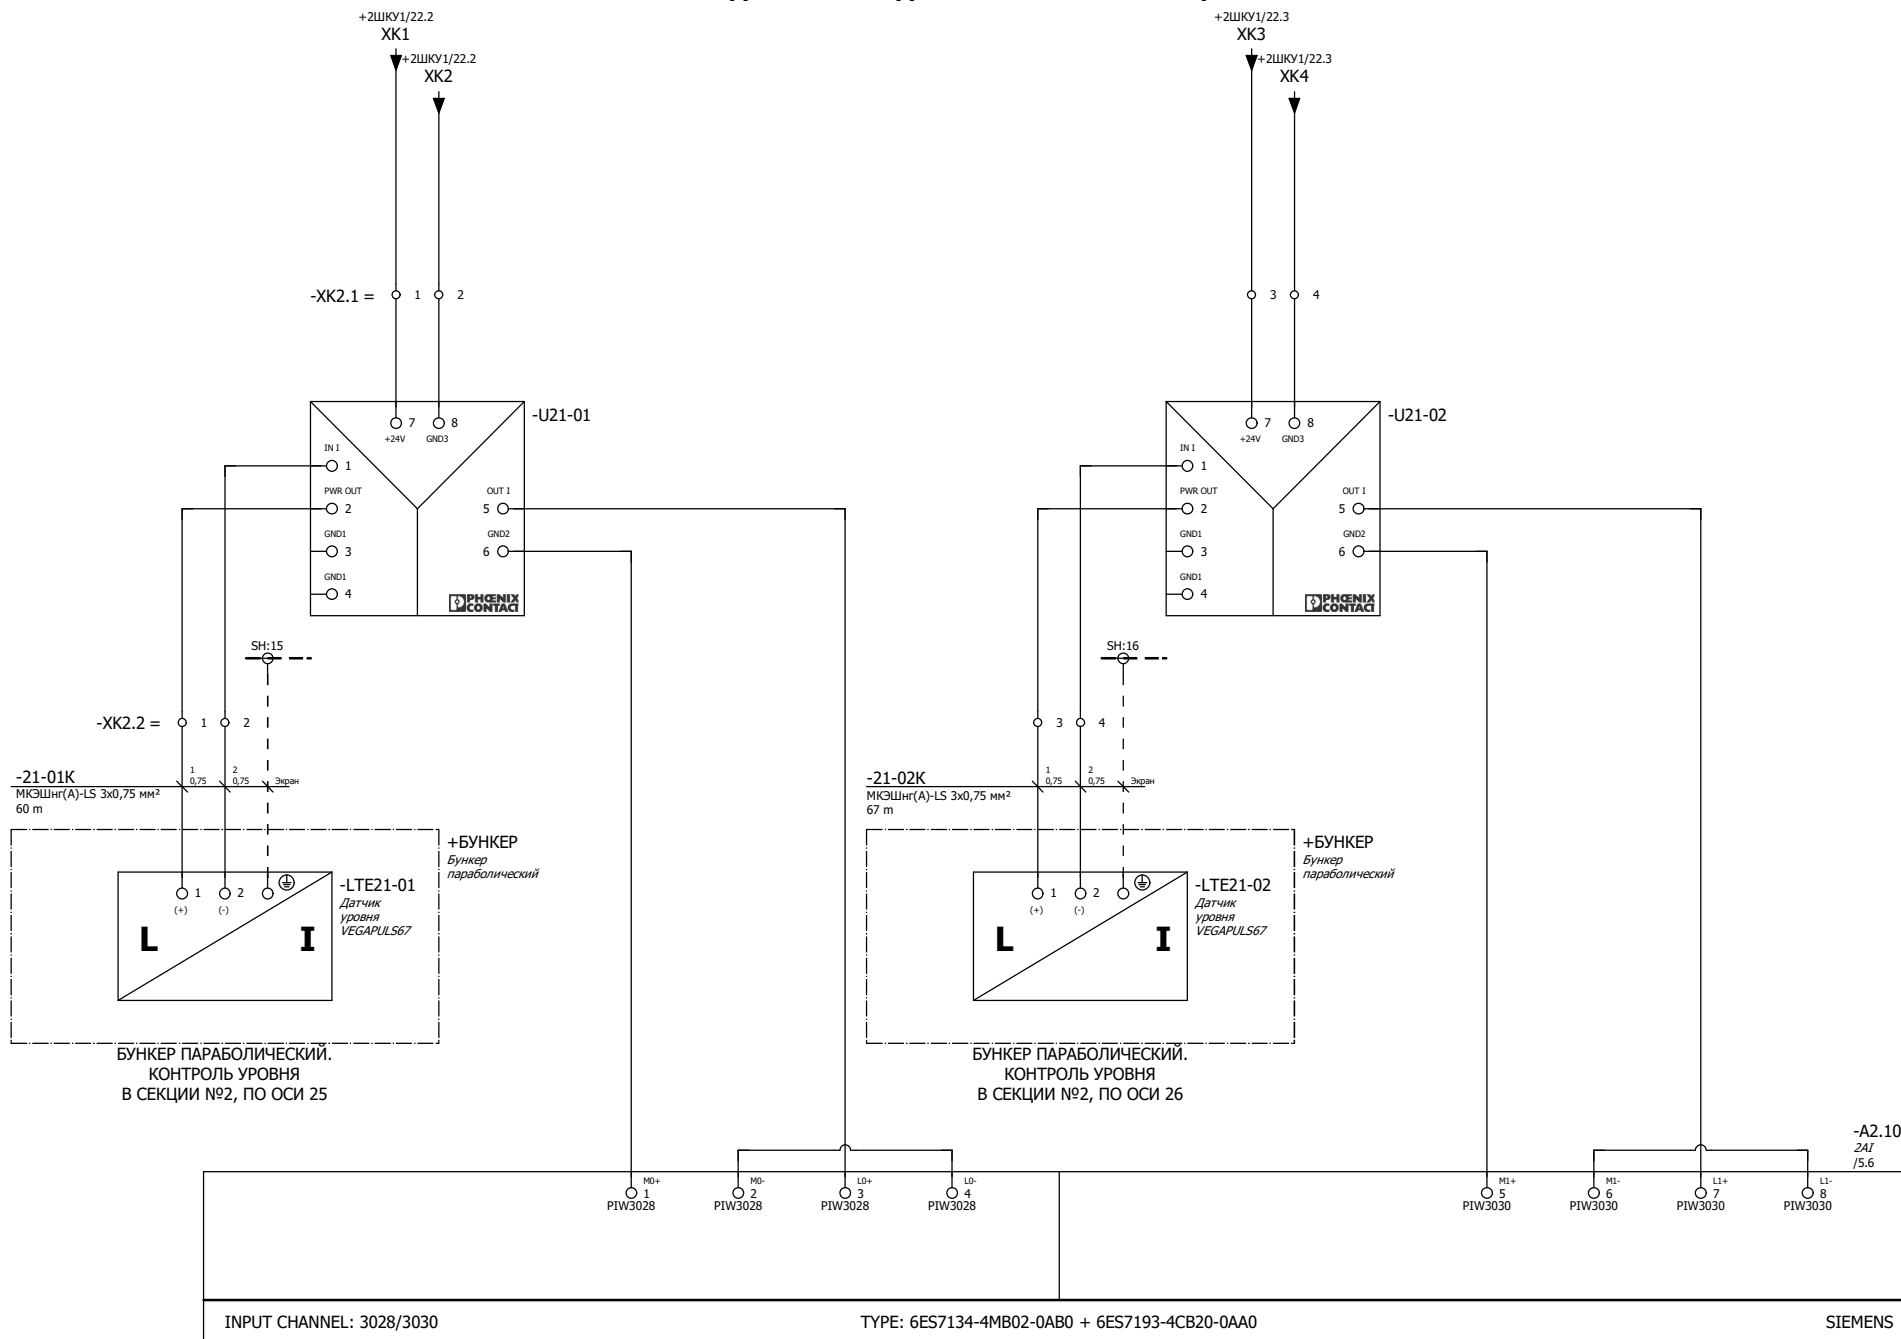 +2ШКУ1/22.2
XK1
+2ШКУ1/22.2
XK2
+2ШКУ1/22.3
XK3
+2ШКУ1/22.3
XK4
-XK2.1 =
1
2
3
4
-U21-01
7
8
+24V
GND3
IN I
1
PWR OUT
2
GND1
3
GND1
4
OUT I
5
GND2
6
PHŒNIX
CONTACT
-U21-02
7
8
+24V
GND3
IN I
1
PWR OUT
2
GND1
3
GND1
4
OUT I
5
GND2
6
PHŒNIX
CONTACT
SH:15
SH:16
-XK2.2 =
1
2
3
4
-21-01K
МКЭШнг(А)-LS 3x0,75 мм²
60 m
1
0,75
2
0,75
Экран
-21-02K
МКЭШнг(А)-LS 3x0,75 мм²
67 m
1
0,75
2
0,75
Экран
+БУНКЕР
Бункер
параболический
-LTE21-01
Датчик
уровня
VEGAPULS67
1
2
(+)
(-)
L
I
БУНКЕР ПАРАБОЛИЧЕСКИЙ.
КОНТРОЛЬ УРОВНЯ
В СЕКЦИИ №2, ПО ОСИ 25
+БУНКЕР
Бункер
параболический
-LTE21-02
Датчик
уровня
VEGAPULS67
1
2
(+)
(-)
L
I
БУНКЕР ПАРАБОЛИЧЕСКИЙ.
КОНТРОЛЬ УРОВНЯ
В СЕКЦИИ №2, ПО ОСИ 26
-A2.10
2AI
/5.6
M0+
1
PIW3028
M0-
2
PIW3028
L0+
3
PIW3028
L0-
4
PIW3028
M1+
5
PIW3030
M1-
6
PIW3030
L1+
7
PIW3030
L1-
8
PIW3030
INPUT CHANNEL: 3028/3030
TYPE: 6ES7134-4MB02-0AB0 + 6ES7193-4CB20-0AA0
SIEMENS